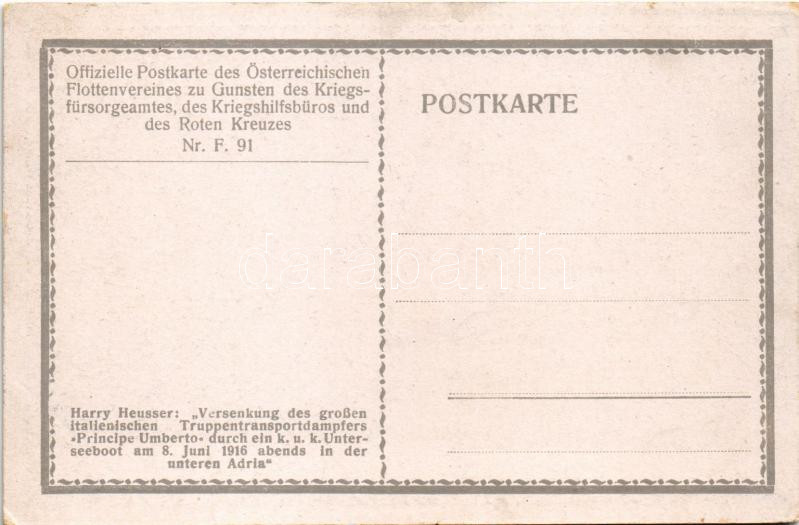 Offizielle Postkarte des Österreichischen
Flottenvereines zu Gunsten des Kriegs-
fürsorgeamtes, des Kriegshilfsbüros und
des Roten Kreuzes
Nr. F. 91
POSTKARTE
darabanth
Harry Heusser: „Versenkung des großen
italienischen Truppentransportdampfers
»Principe Umberto« durch ein k. u. k. Unter-
seeboot am 8. Juni 1916 abends in der
unteren Adria“